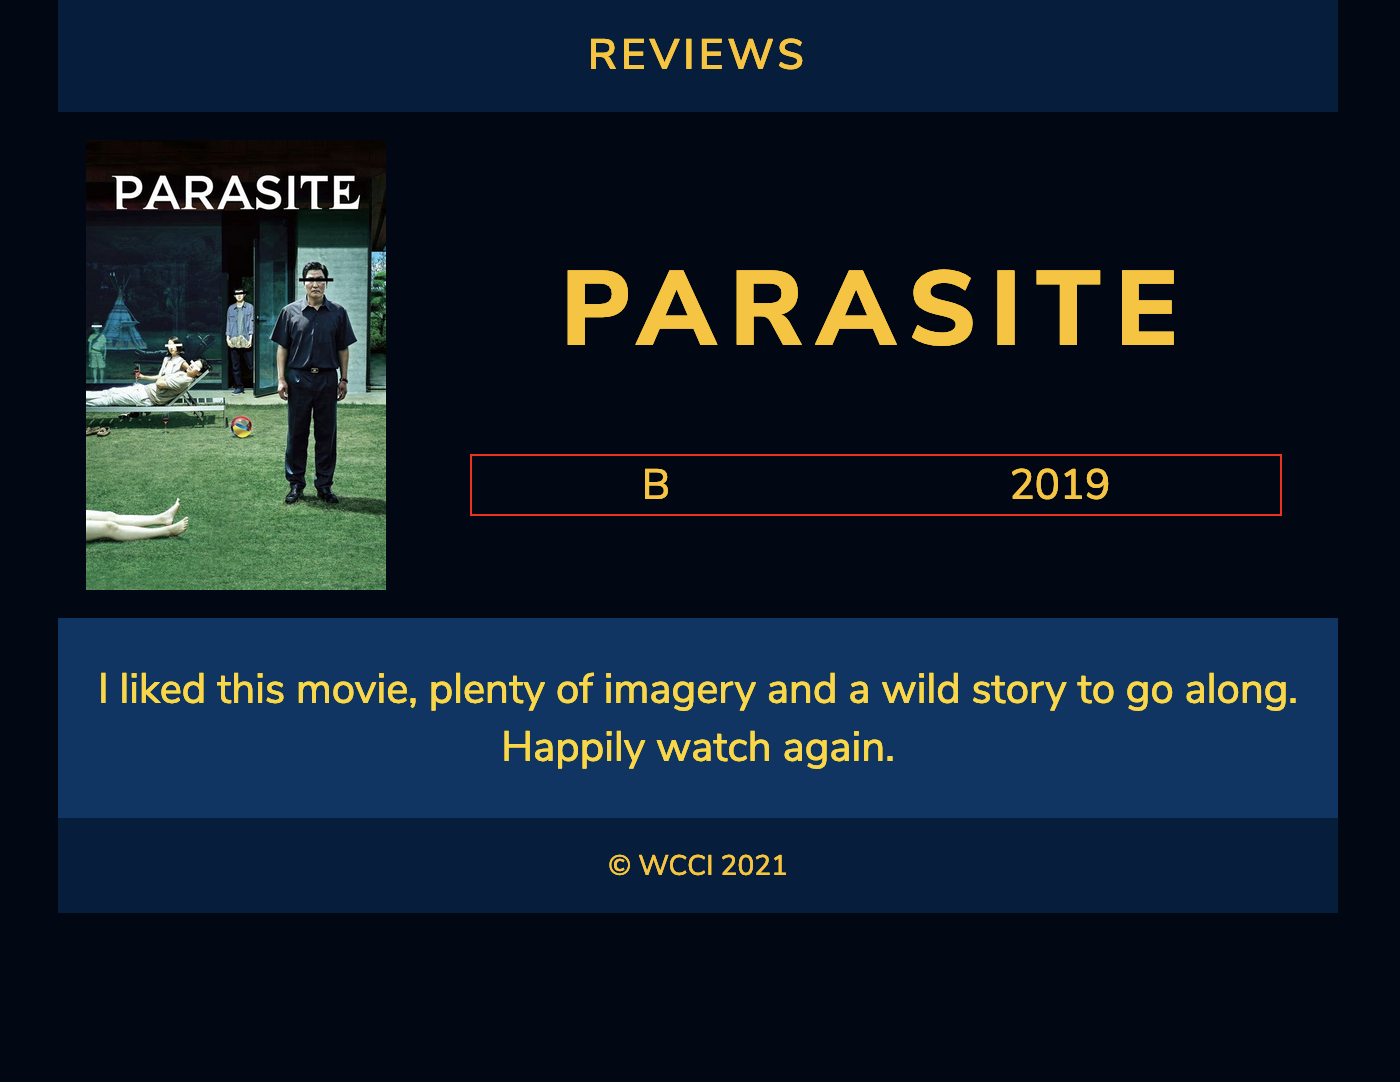 REVIEWS
PARASITE
PARASITE
B 2019
I liked this movie, plenty of imagery and a wild story to go along.
Happily watch again.
© WCCI 2021